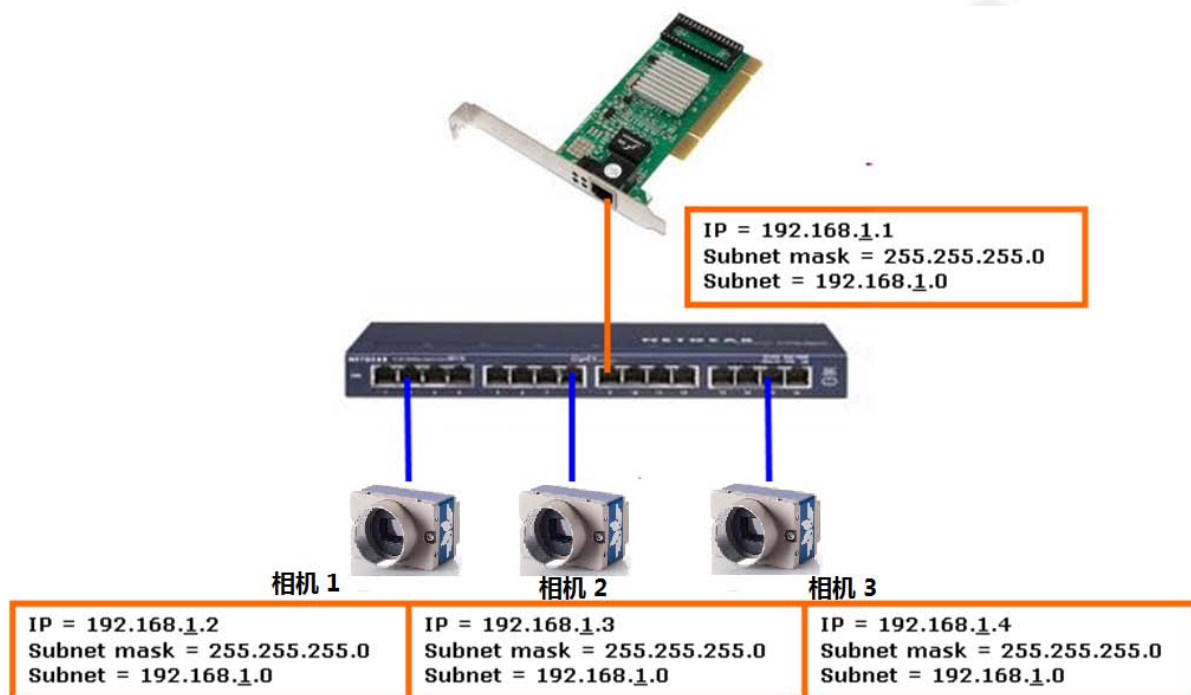 IP = 192.168.1.1
Subnet mask = 255.255.255.0
Subnet = 192.168.1.0
NETGEAR
NETGEAR
相机 1
相机 2
相机 3
IP = 192.168.1.2
Subnet mask = 255.255.255.0
Subnet = 192.168.1.0
IP = 192.168.1.3
Subnet mask = 255.255.255.0
Subnet = 192.168.1.0
IP = 192.168.1.4
Subnet mask = 255.255.255.0
Subnet = 192.168.1.0